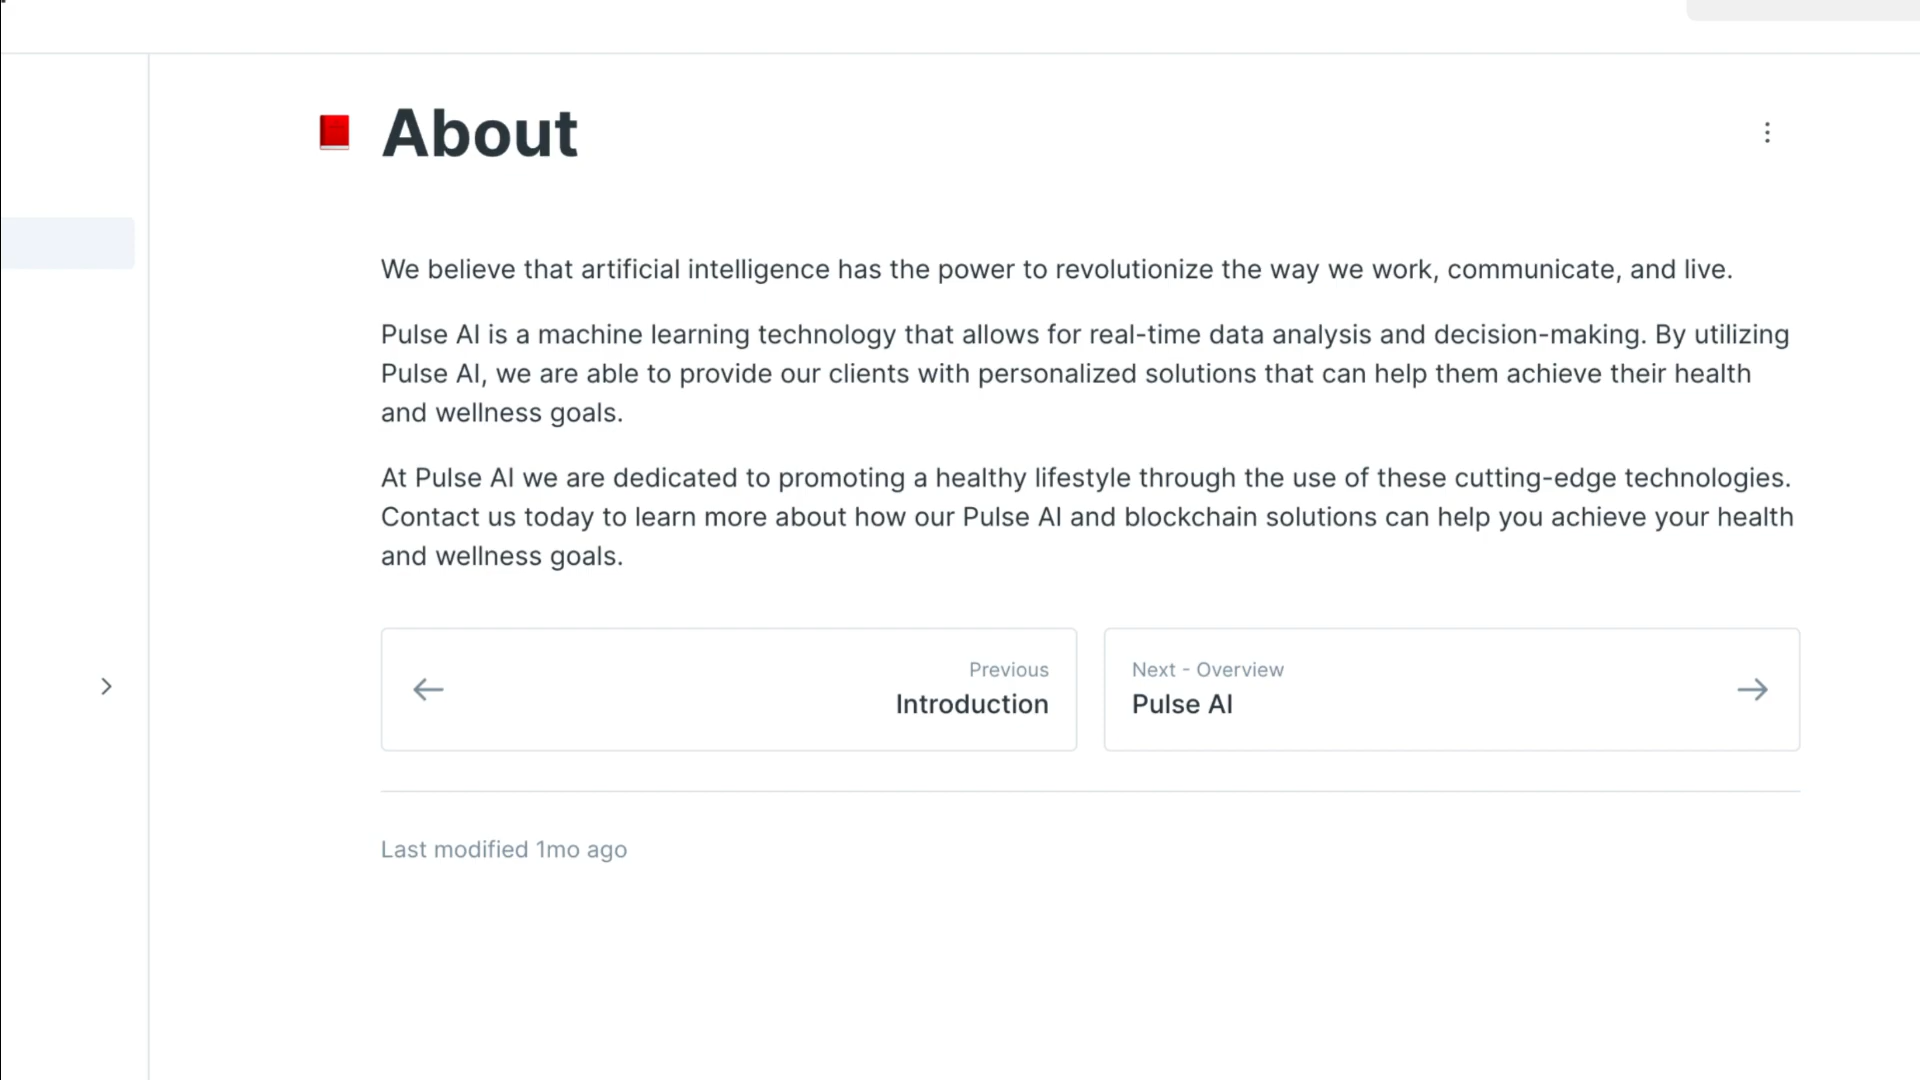 About
We believe that artificial intelligence has the power to revolutionize the way we work, communicate, and live.
Pulse AI is a machine learning technology that allows for real-time data analysis and decision-making. By utilizing
Pulse AI, we are able to provide our clients with personalized solutions that can help them achieve their health
and wellness goals.
At Pulse AI we are dedicated to promoting a healthy lifestyle through the use of these cutting-edge technologies.
Contact us today to learn more about how our Pulse AI and blockchain solutions can help you achieve your health
and wellness goals.
Previous
Introduction
Next - Overview
Pulse AI
Last modified 1mo ago